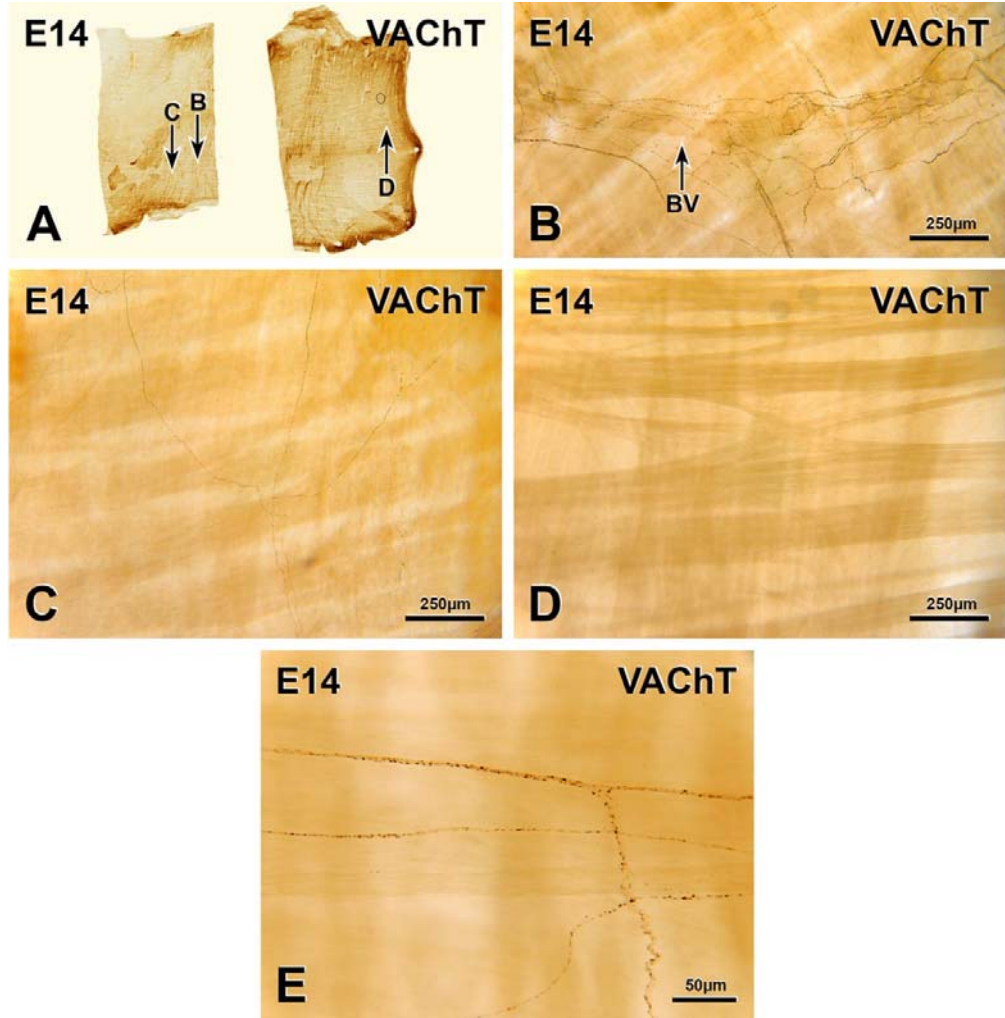 E14 VAChT
C B
D
A
E14 VAChT
BV
B 250µm
E14 VAChT
C 250µm
E14 VAChT
D 250µm
E14 VAChT
E 50µm